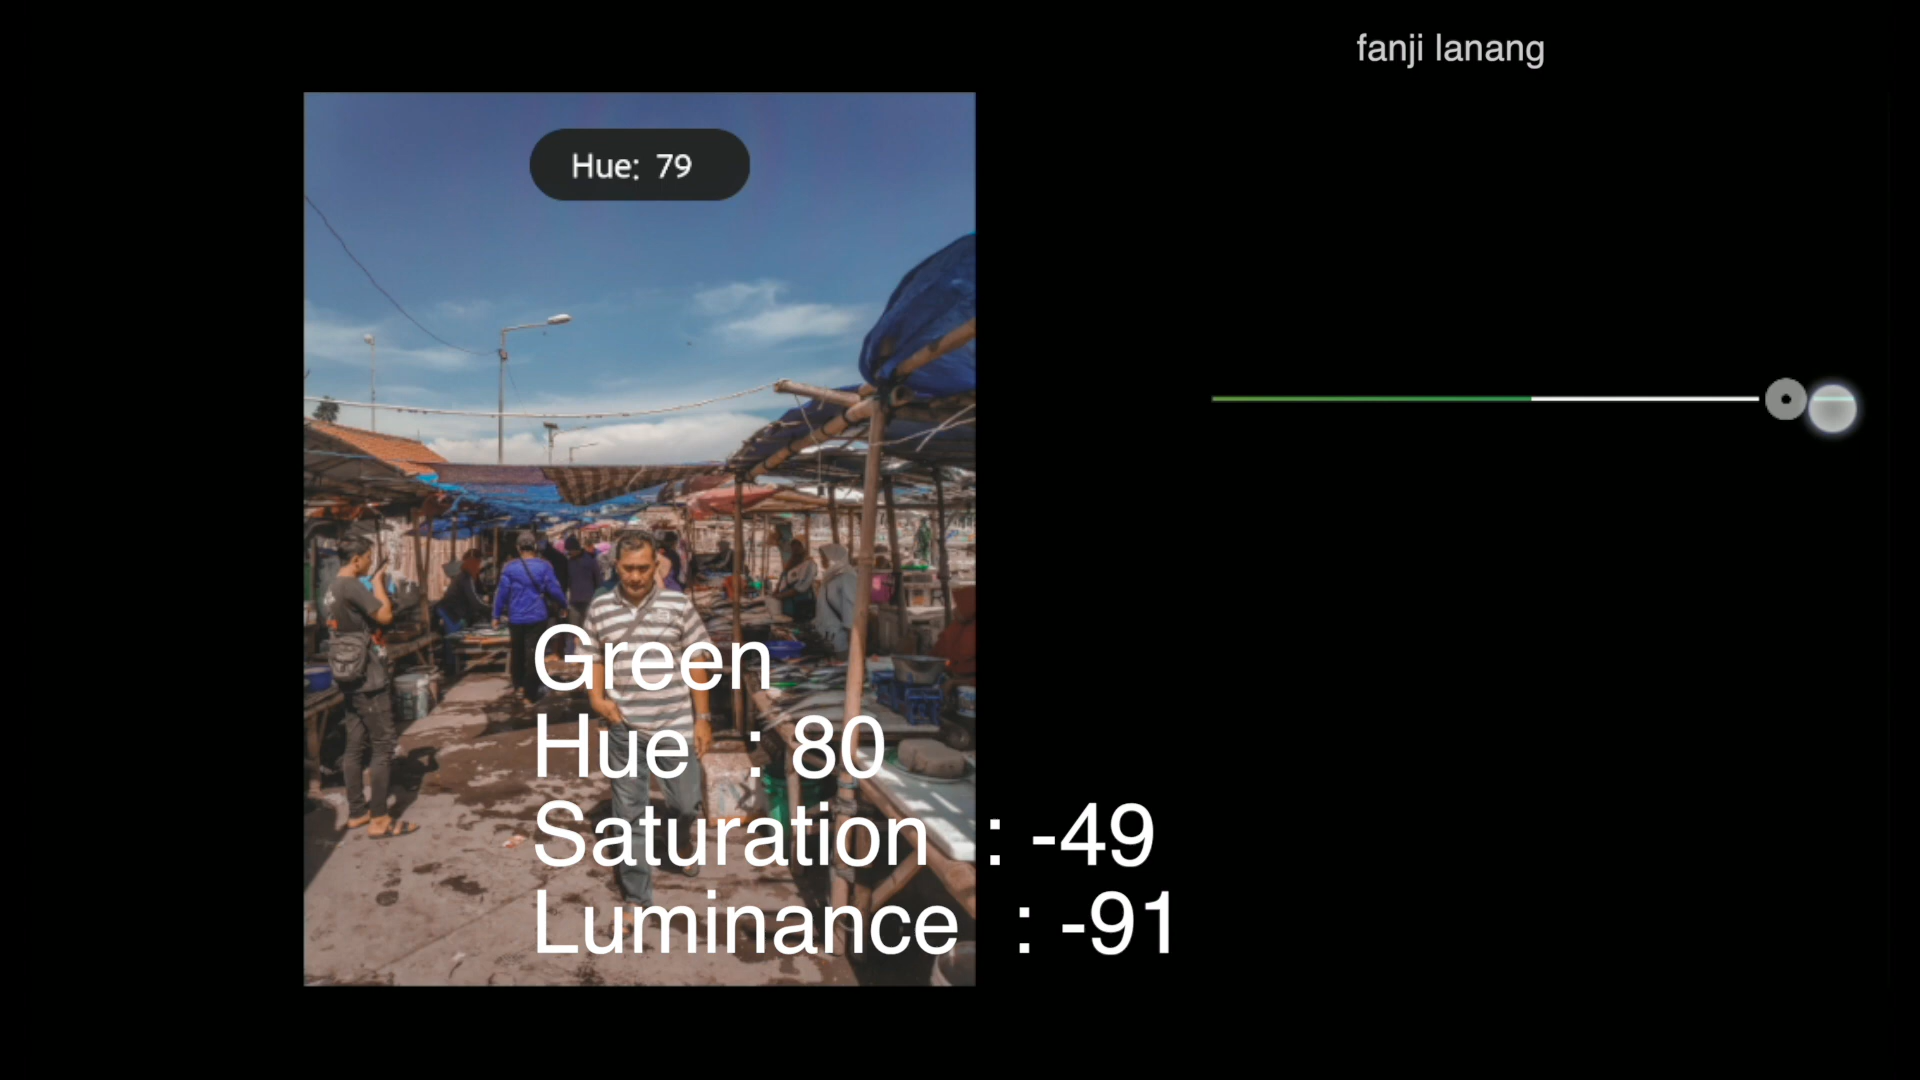 fanji lanang
Hue: 79
Green
Hue : 80
Saturation : -49
Luminance : -91